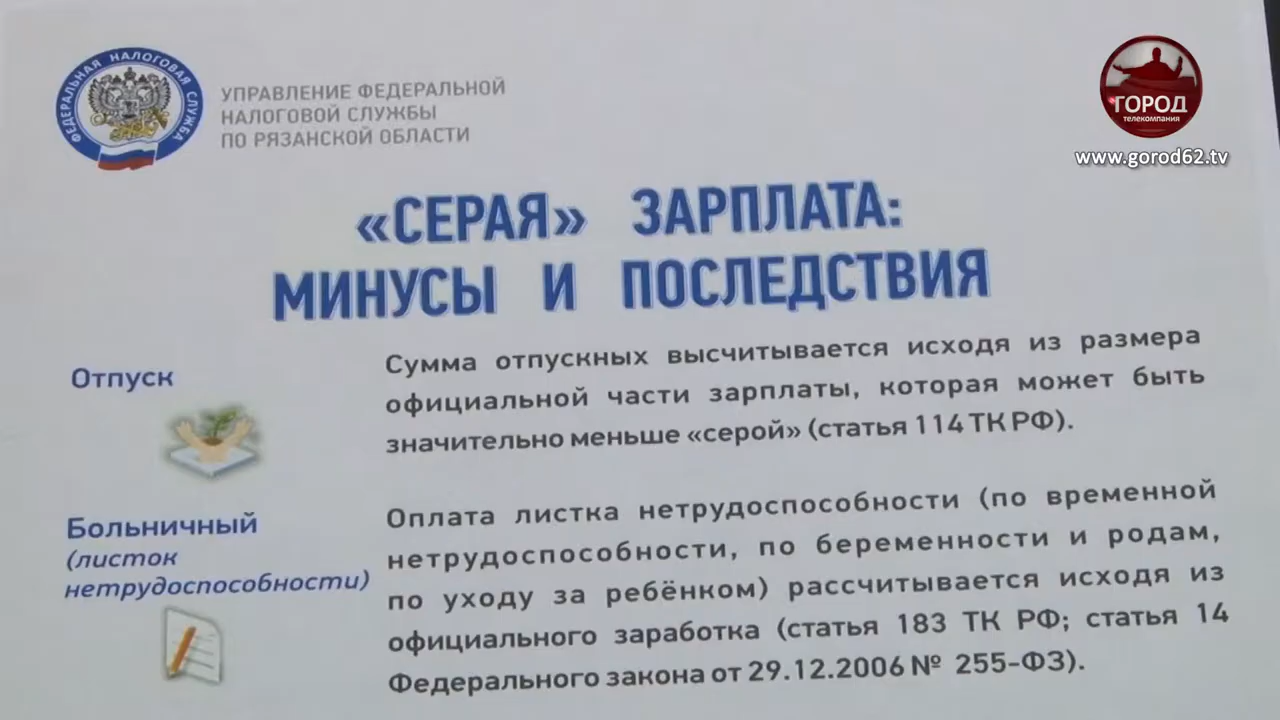 ФЕДЕРАЛЬНАЯ НАЛОГОВАЯ СЛУЖБА
УПРАВЛЕНИЕ ФЕДЕРАЛЬНОЙ
НАЛОГОВОЙ СЛУЖБЫ
ПО РЯЗАНСКОЙ ОБЛАСТИ
ГОРОД
телекомпания
www.gorod62.tv
«СЕРАЯ» ЗАРПЛАТА:
МИНУСЫ И ПОСЛЕДСТВИЯ
Отпуск
Сумма отпускных высчитывается исходя из размера
официальной части зарплаты, которая может быть
значительно меньше «серой» (статья 114 ТК РФ).
Больничный
(листок
нетрудоспособности)
Оплата листка нетрудоспособности (по временной
нетрудоспособности, по беременности и родам,
по уходу за ребёнком) рассчитывается исходя из
официального заработка (статья 183 ТК РФ; статья 14
Федерального закона от 29.12.2006 № 255-ФЗ).